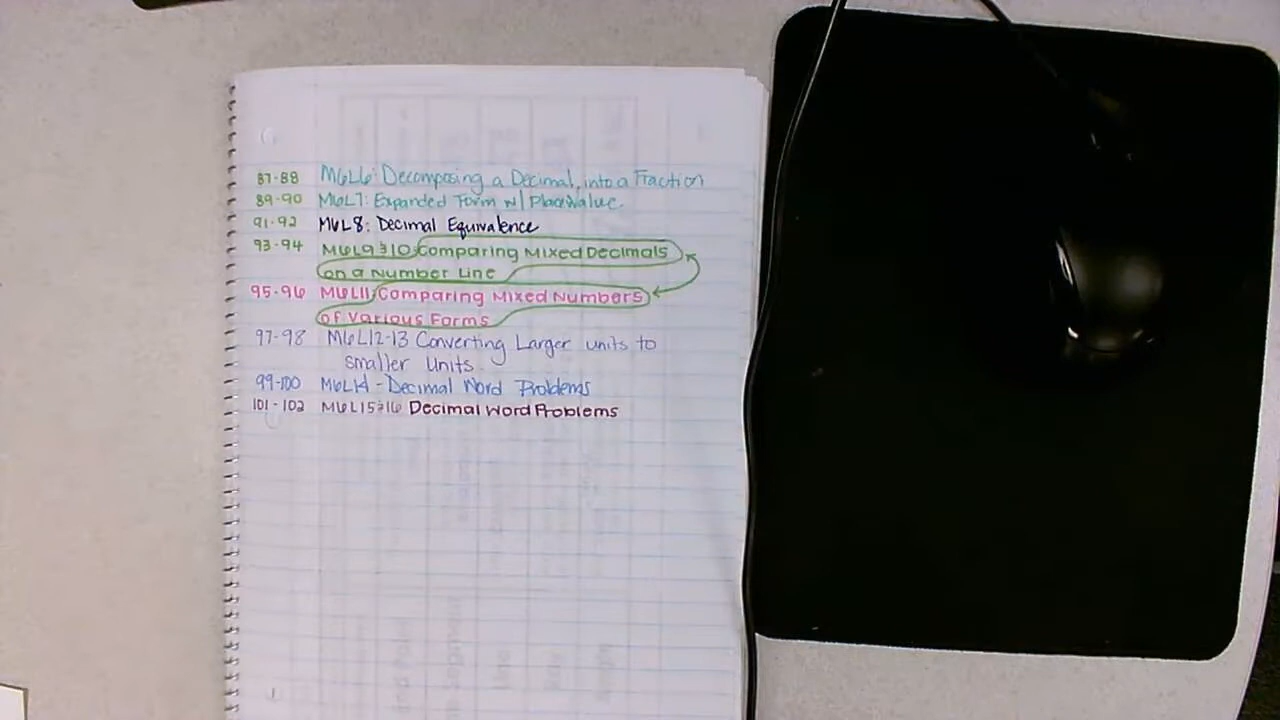 87-88 M6L6: Decomposing a Decimal into a Fraction
89-90 M6L7: Expanded Form w/ Place Value
91-92 M6L8: Decimal Equivalence
93-94 M6L9&10: Comparing Mixed Decimals
on a Number Line
95-96 M6L11: Comparing Mixed Numbers
of Various Forms
97-98 M6L12-13 Converting Larger units to
smaller units.
99-100 M6L14 - Decimal Word Problems
101-102 M6L15&16 Decimal Word Problems